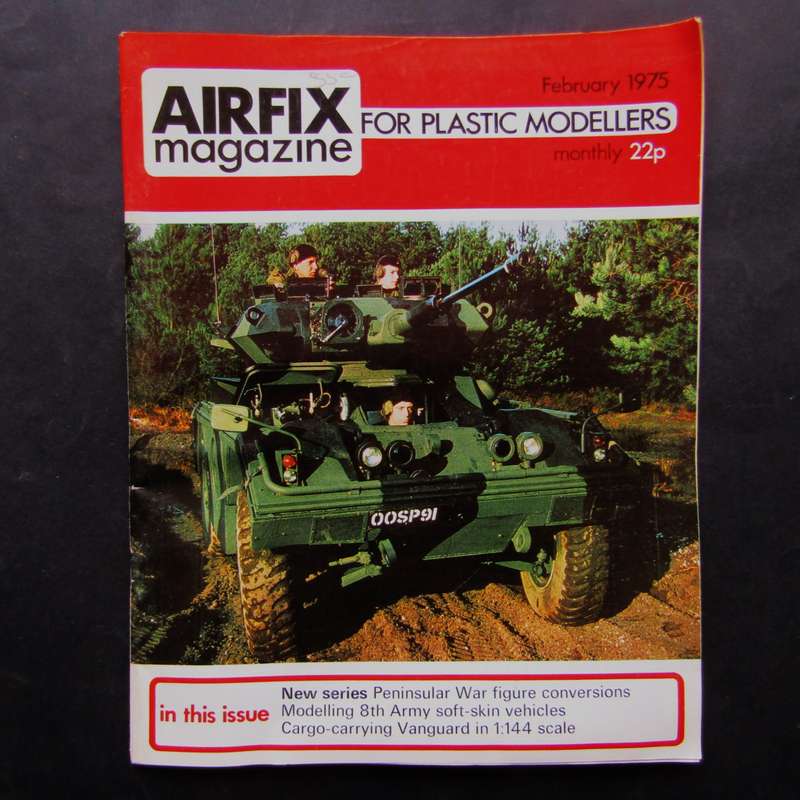 February 1975
AIRFIX
magazine
FOR PLASTIC MODELLERS
monthly 22p
00SP91
in this issue
New series Peninsular War figure conversions
Modelling 8th Army soft-skin vehicles
Cargo-carrying Vanguard in 1:144 scale